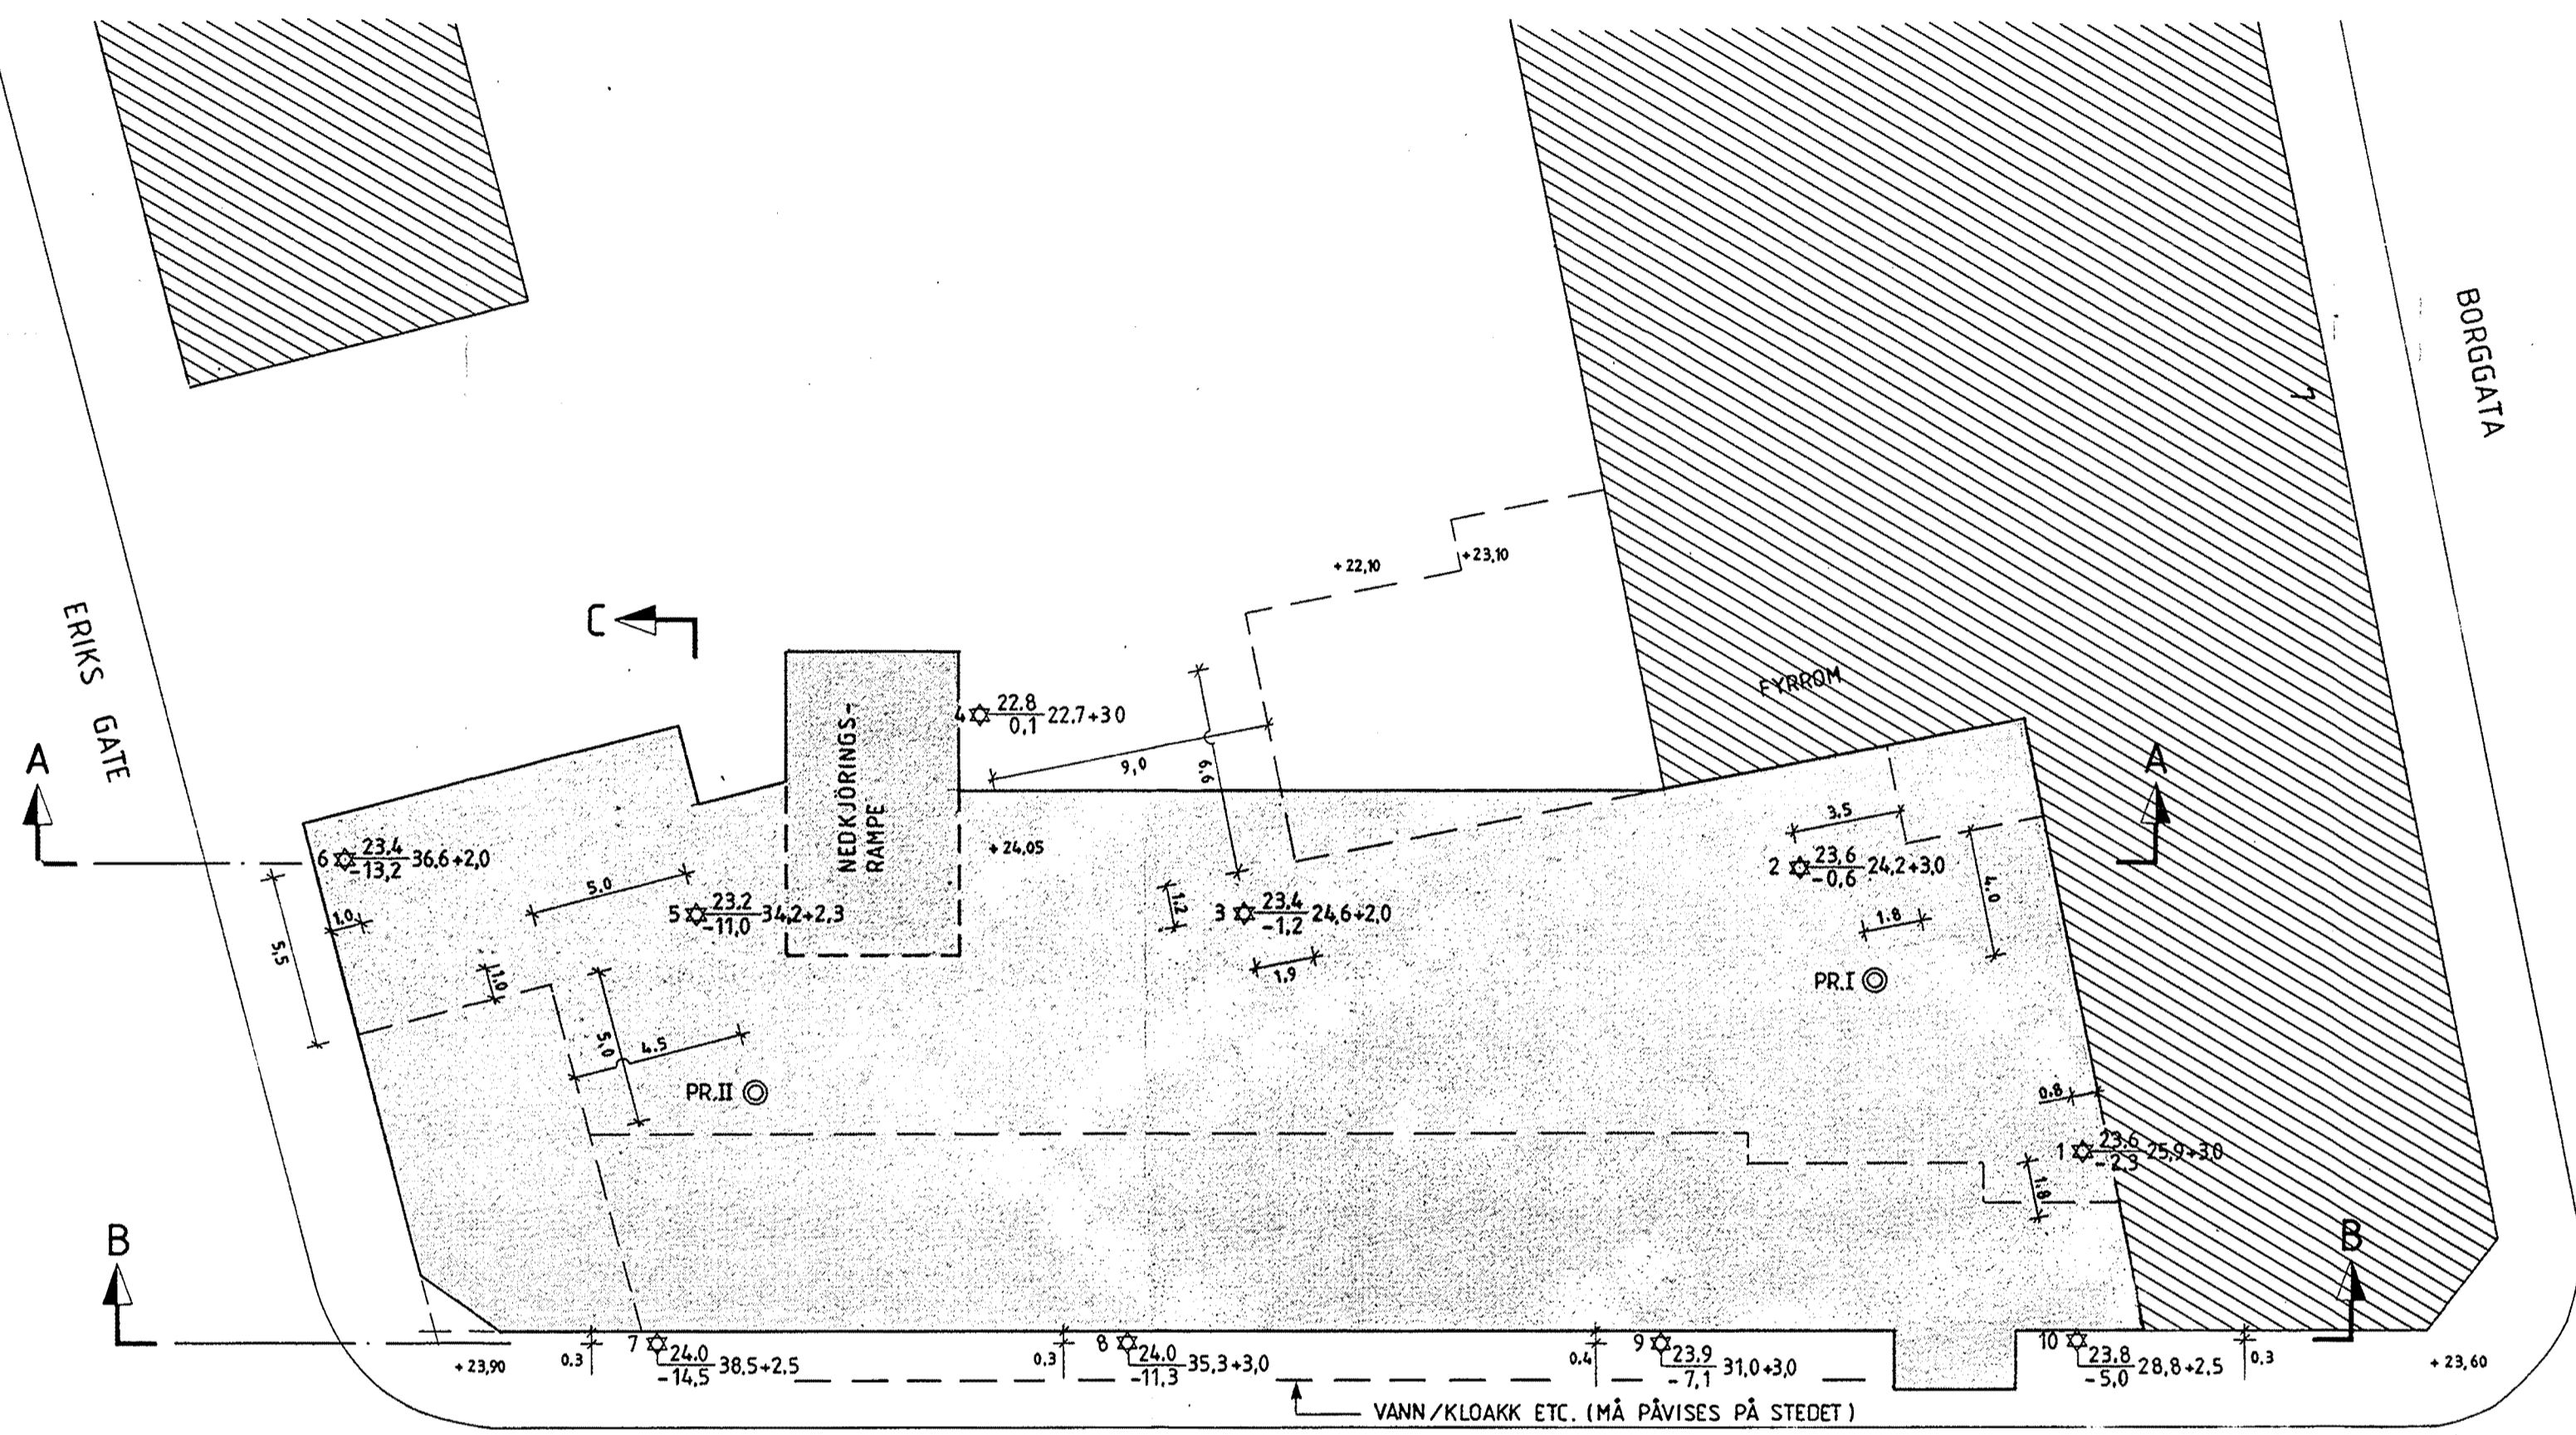 BORGGATA
+22,10
+23,10
C
ERIKS GATE
FYRROM
NEDKJÖRINGS-
RAMPE
4 22.8 22.7+30
0,1
A
A
9,0
6.6
3.5
+24,05
6 23.4 36,6+2,0
-13,2
2 23,6 24,2+3,0
-0,6
5.0
4.0
1.2
5 23.2 34,2+2,3
-11,0
3 23.4 24,6+2,0
-1,2
1.0
1.8
5,5
1.9
1.0
PR.I
5,0
4.5
PR.II
0.8
1 23.6 25,9+3,0
-2,3
1.8
B
B
7 24.0 38,5+2,5
-14,5
8 24.0 35,3+3,0
-11,3
9 23.9 31,0+3,0
-7,1
10 23.8 28,8+2,5
-5,0
+23,90
0.3
0.3
0.4
0,3
+23,60
VANN/KLOAKK ETC. (MÅ PÅVISES PÅ STEDET)